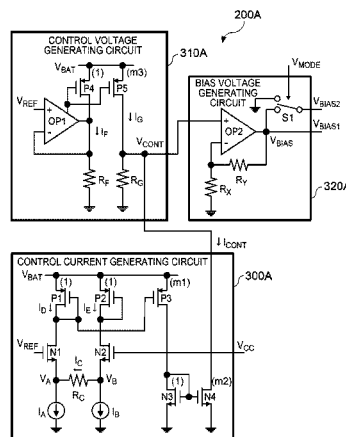 200A
310A
CONTROL VOLTAGE
GENERATING CIRCUIT
VBAT
(1) (m3)
P4 P5
VREF
OP1
IF
IG
RF RG
VCONT
VMODE
BIAS VOLTAGE
GENERATING
CIRCUIT
S1
VBIAS2
VBIAS1
OP2
VBIAS
RY
RX
320A
ICONT
300A
CONTROL CURRENT GENERATING CIRCUIT
VBAT
(1) (1) (m1)
P1 P2 P3
ID IE
VREF
N1 N2
VCC
IC
VA VB
RC
(1) (m2)
N3 N4
IA IB